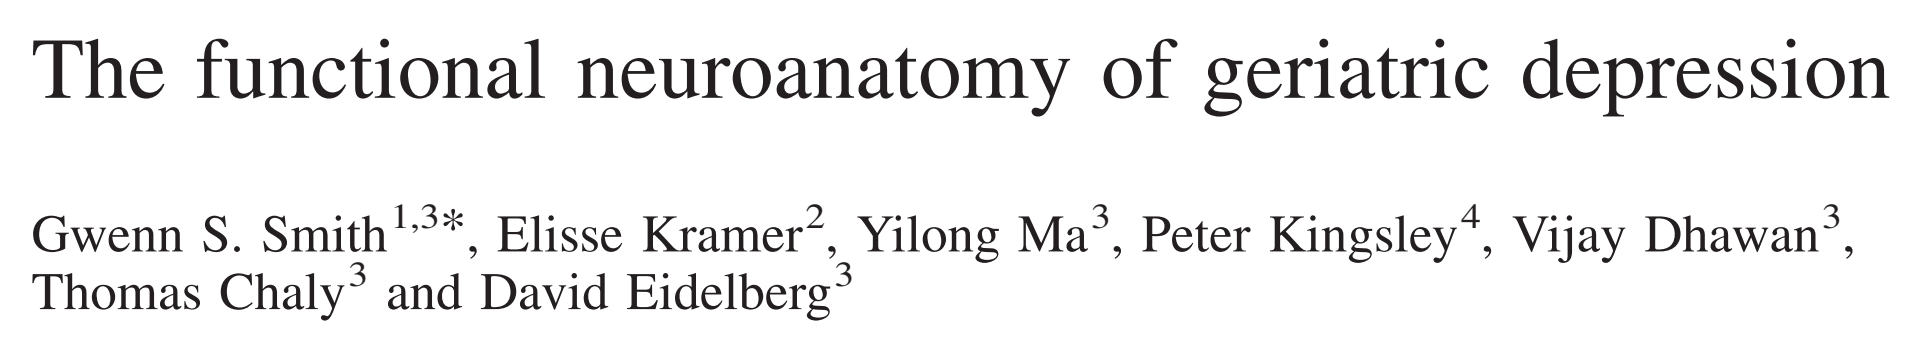 The functional neuroanatomy of geriatric depression
Gwenn S. Smith1,3*, Elisse Kramer2, Yilong Ma3, Peter Kingsley4, Vijay Dhawan3,
Thomas Chaly3 and David Eidelberg3